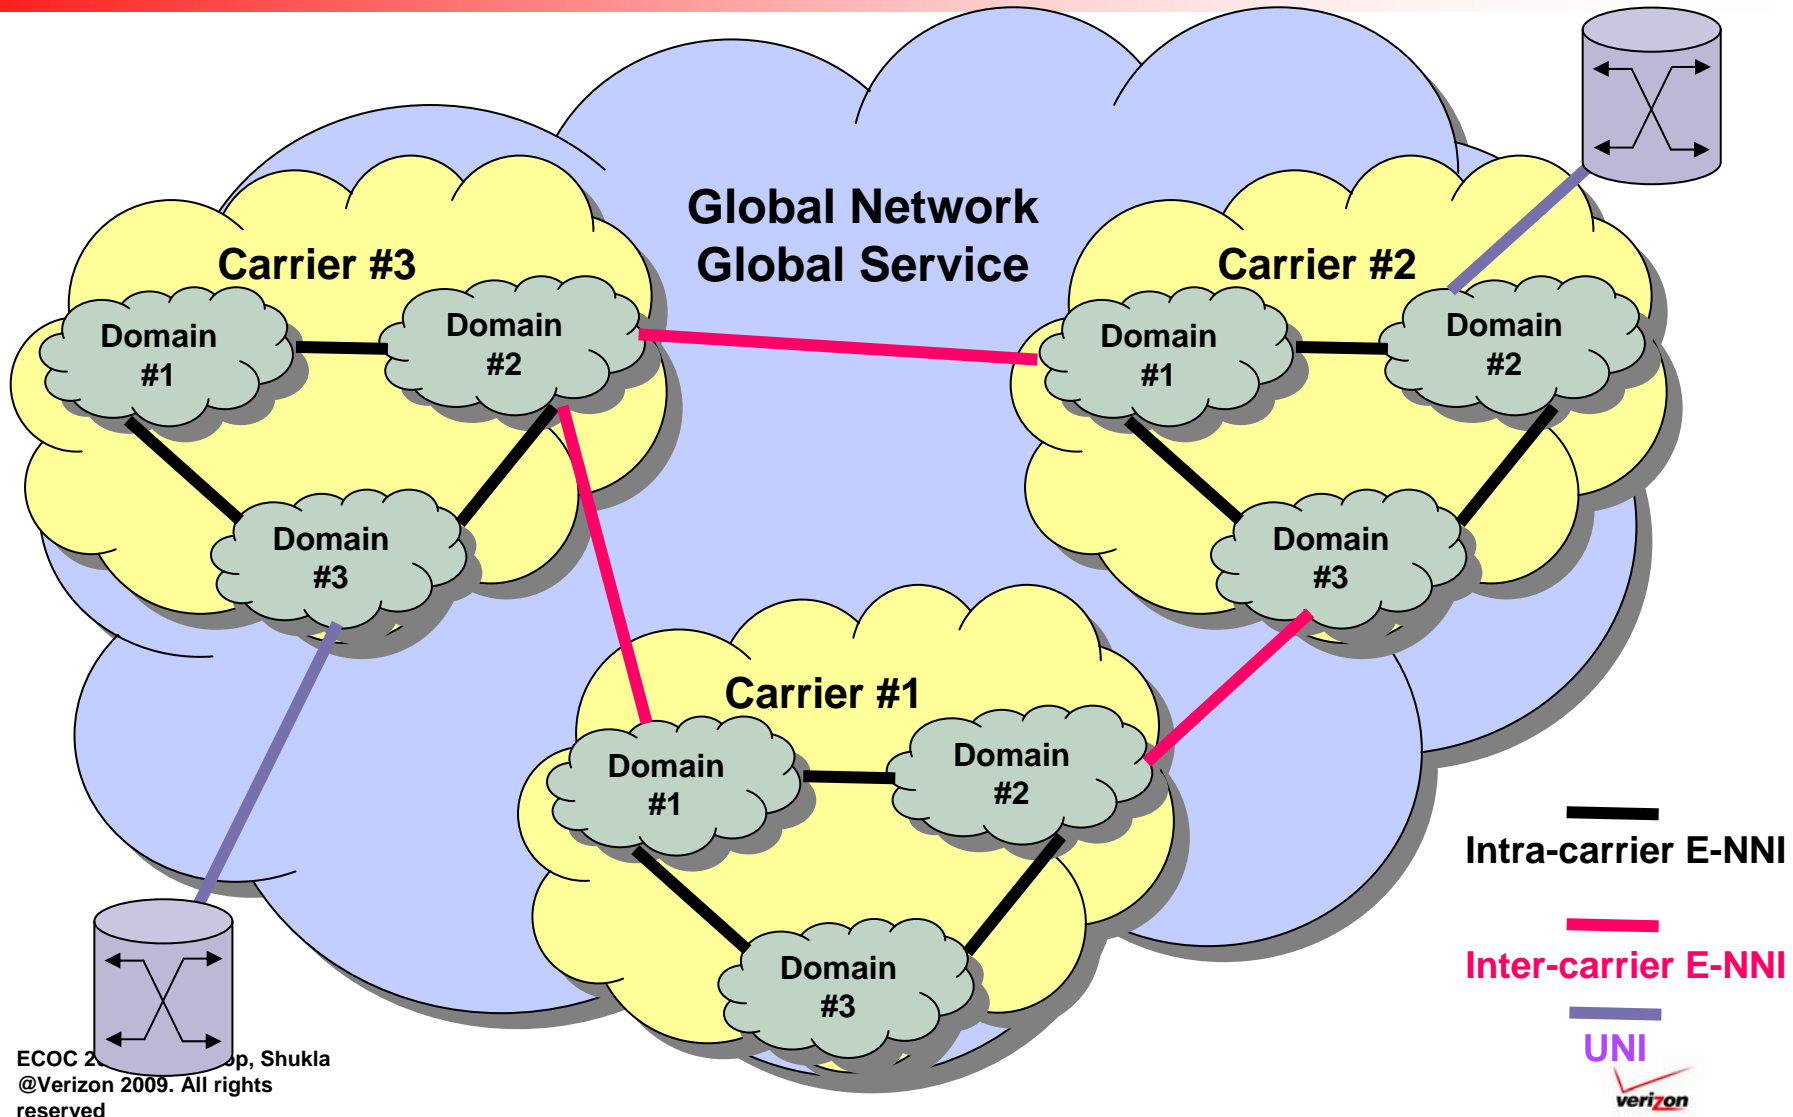 Global Network
Global Service
Carrier #3
Domain
#1
Domain
#2
Domain
#3
Carrier #2
Domain
#1
Domain
#2
Domain
#3
Carrier #1
Domain
#1
Domain
#2
Domain
#3
Intra-carrier E-NNI
Inter-carrier E-NNI
UNI
ECOC Shukla
@Verizon 2009. All rights
reserved
verizon